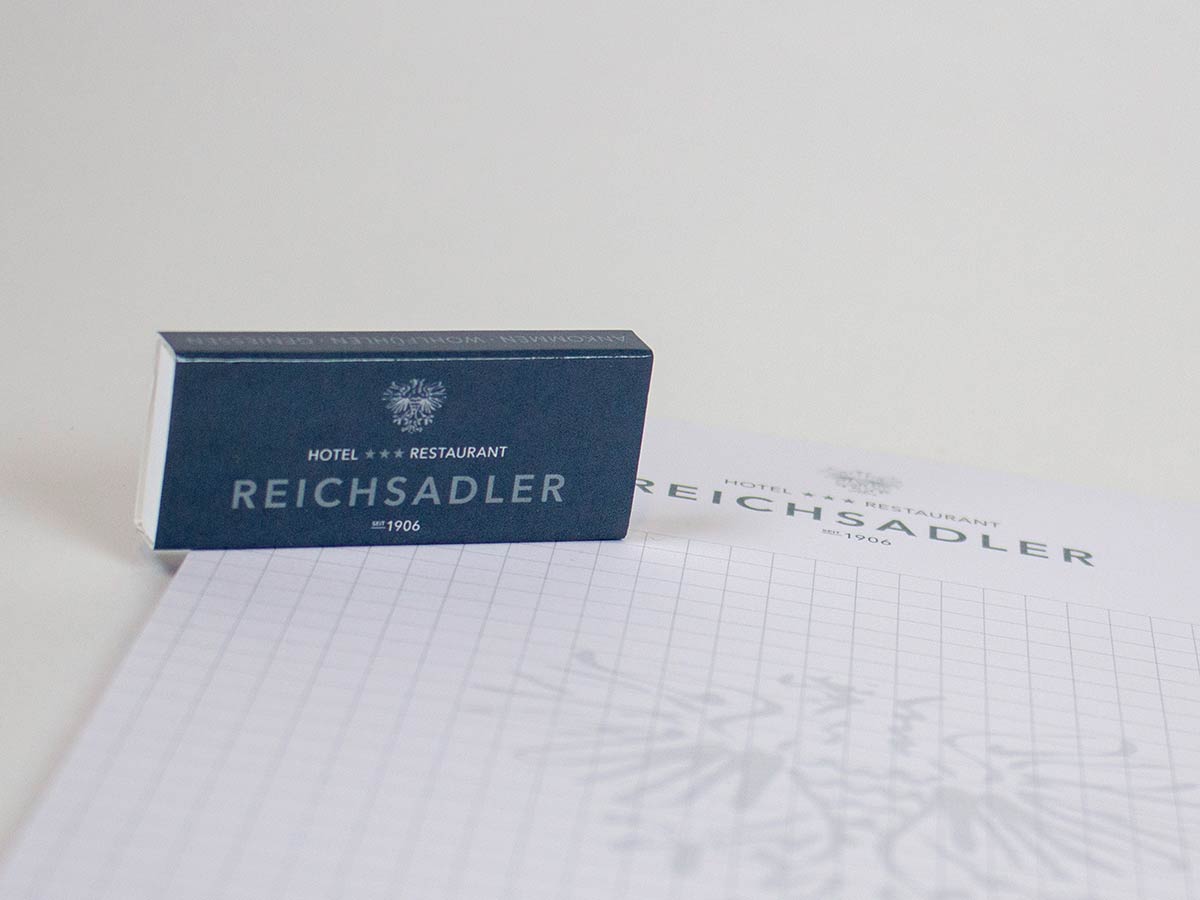 ANKOMMEN · WOHLFÜHLEN · GENIESSEN
HOTEL ★★★ RESTAURANT
REICHSADLER
SEIT 1906
HOTEL ★★★ RESTAURANT
REICHSADLER
SEIT 1906